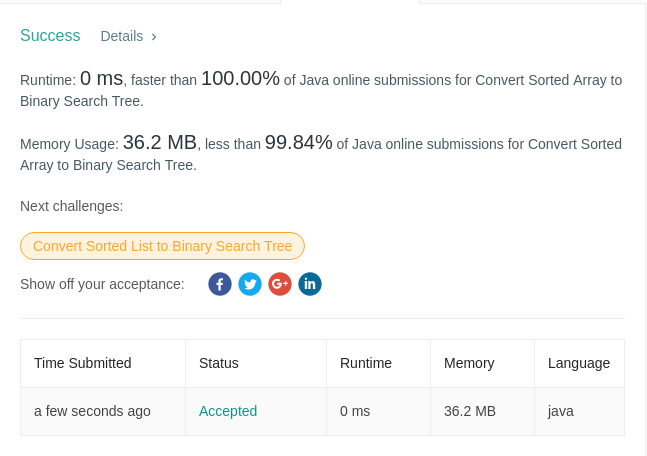 Success Details >
Runtime: 0 ms, faster than 100.00% of Java online submissions for Convert Sorted Array to
Binary Search Tree.
Memory Usage: 36.2 MB, less than 99.84% of Java online submissions for Convert Sorted
Array to Binary Search Tree.
Next challenges:
Convert Sorted List to Binary Search Tree
Show off your acceptance: f G+ in
Time Submitted Status Runtime Memory Language
a few seconds ago Accepted 0 ms 36.2 MB java